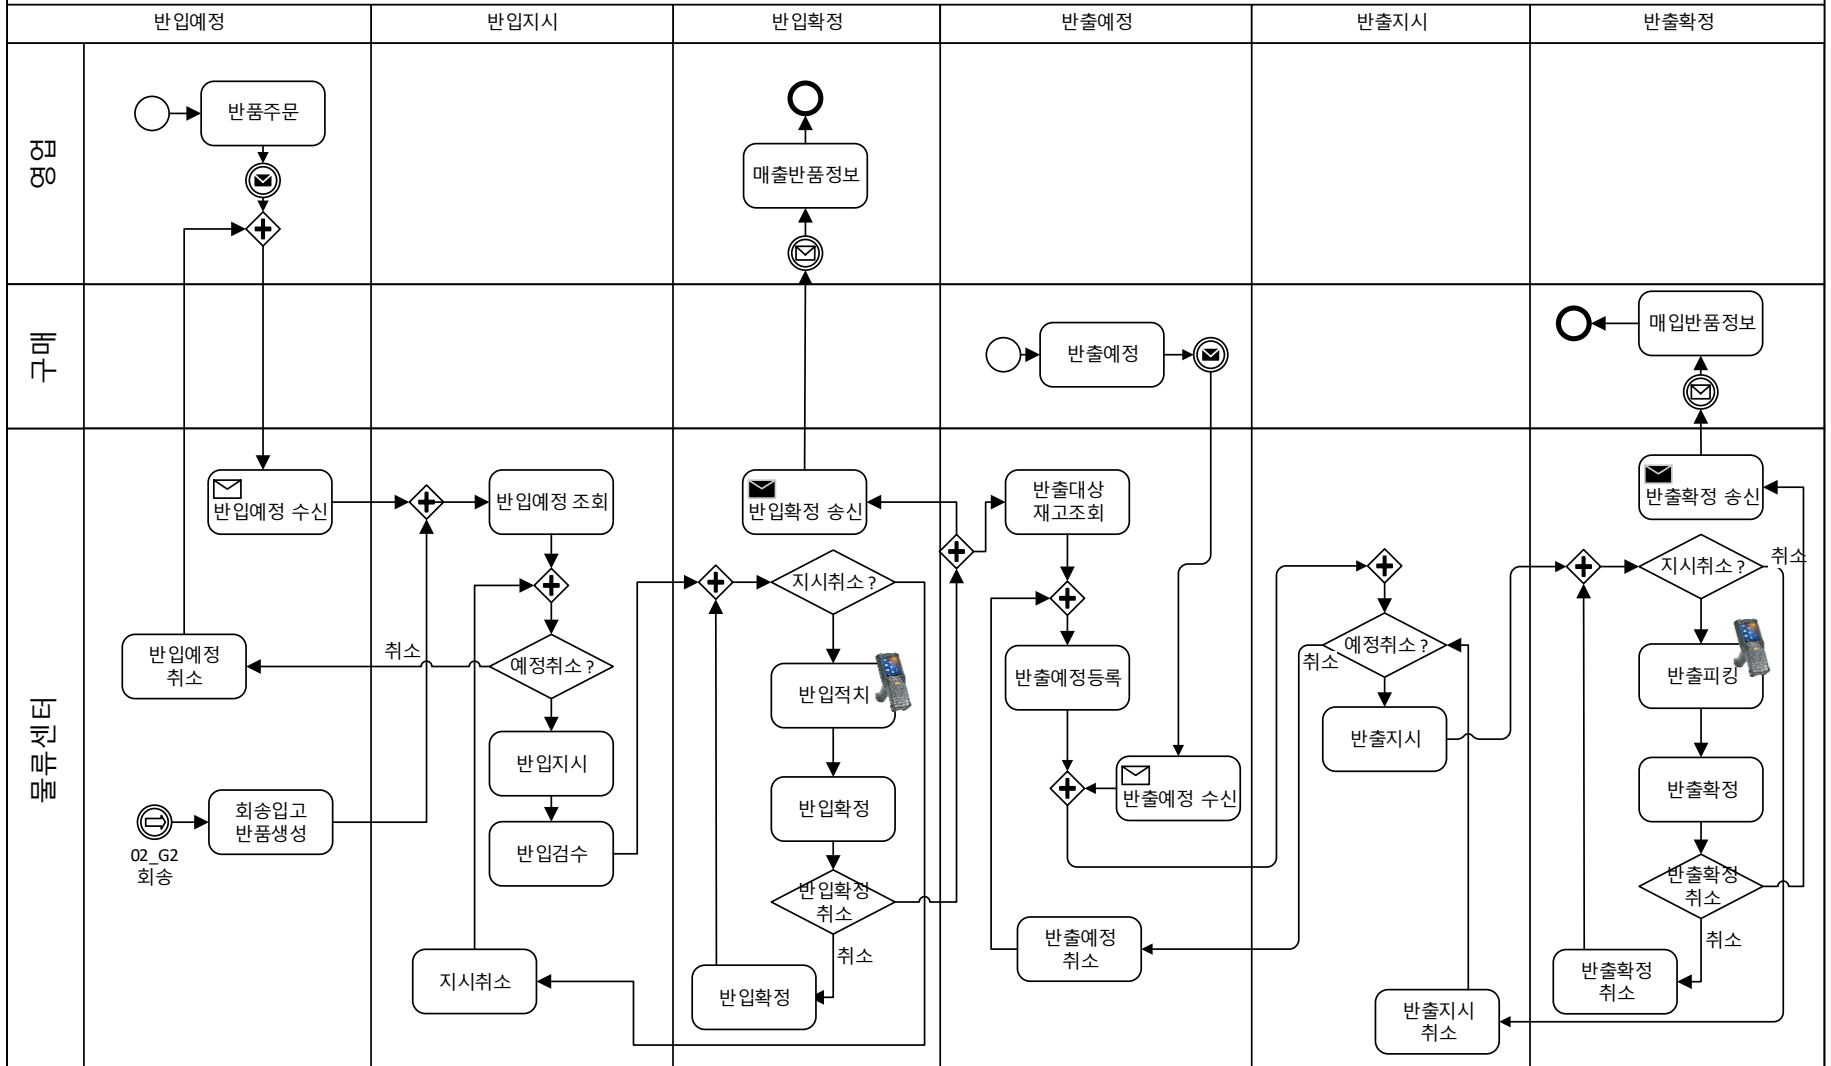 반입예정
반입지시
반입확정
반출예정
반출지시
반출확정
영업
반품주문
매출반품정보
구매
반출예정
매입반품정보
물류센터
반입예정 수신
반입예정 조회
반입확정 송신
반출대상
재고조회
반출확정 송신
취소
지시취소 ?
지시취소 ?
반입예정
취소
취소
예정취소 ?
반입적치
반출예정등록
예정취소 ?
취소
반출피킹
반입지시
반출지시
회송입고
반품생성
02_G2
회송
반입검수
반입확정
반출예정 수신
반출확정
반입확정
취소
취소
반출확정
취소
취소
지시취소
반입확정
반출예정
취소
반출지시
취소
반출확정
취소